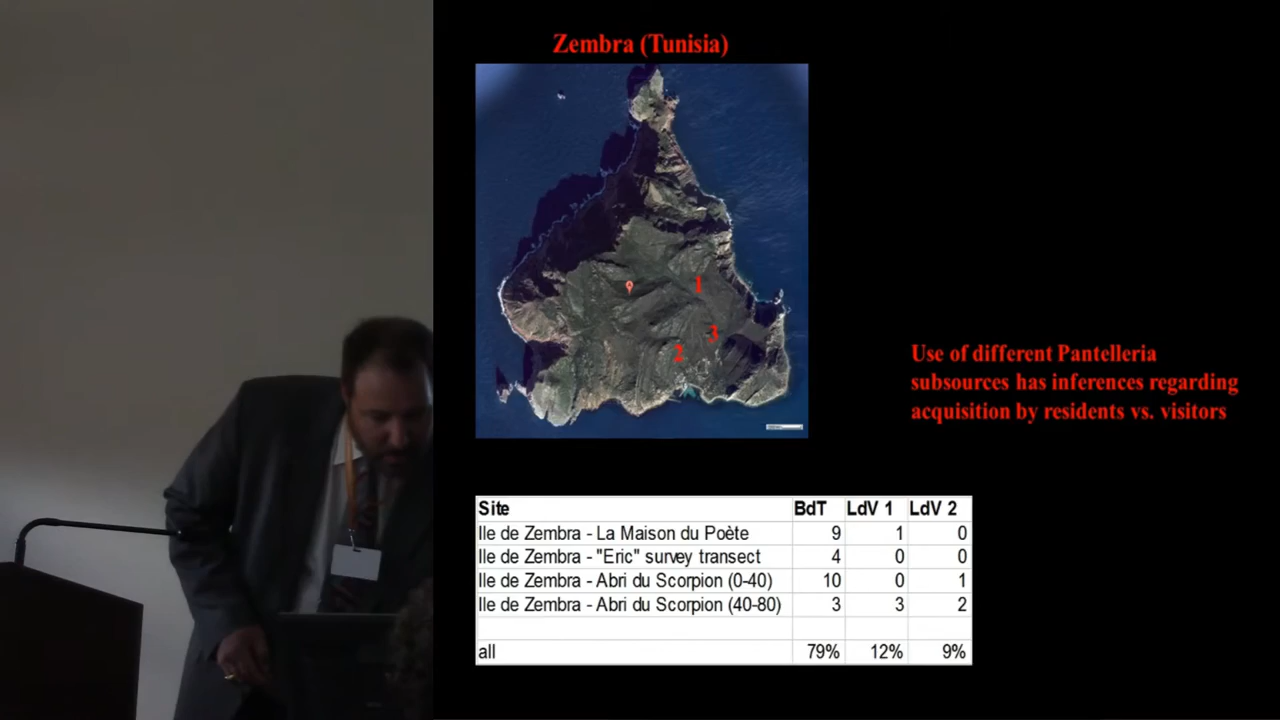 Zembra (Tunisia)
1
3
2
Use of different Pantelleria
subsources has inferences regarding
acquisition by residents vs. visitors
Site BdT LdV 1 LdV 2
Ile de Zembra - La Maison du Poète 9 1 0
Ile de Zembra - "Eric" survey transect 4 0 0
Ile de Zembra - Abri du Scorpion (0-40) 10 0 1
Ile de Zembra - Abri du Scorpion (40-80) 3 3 2
all 79% 12% 9%